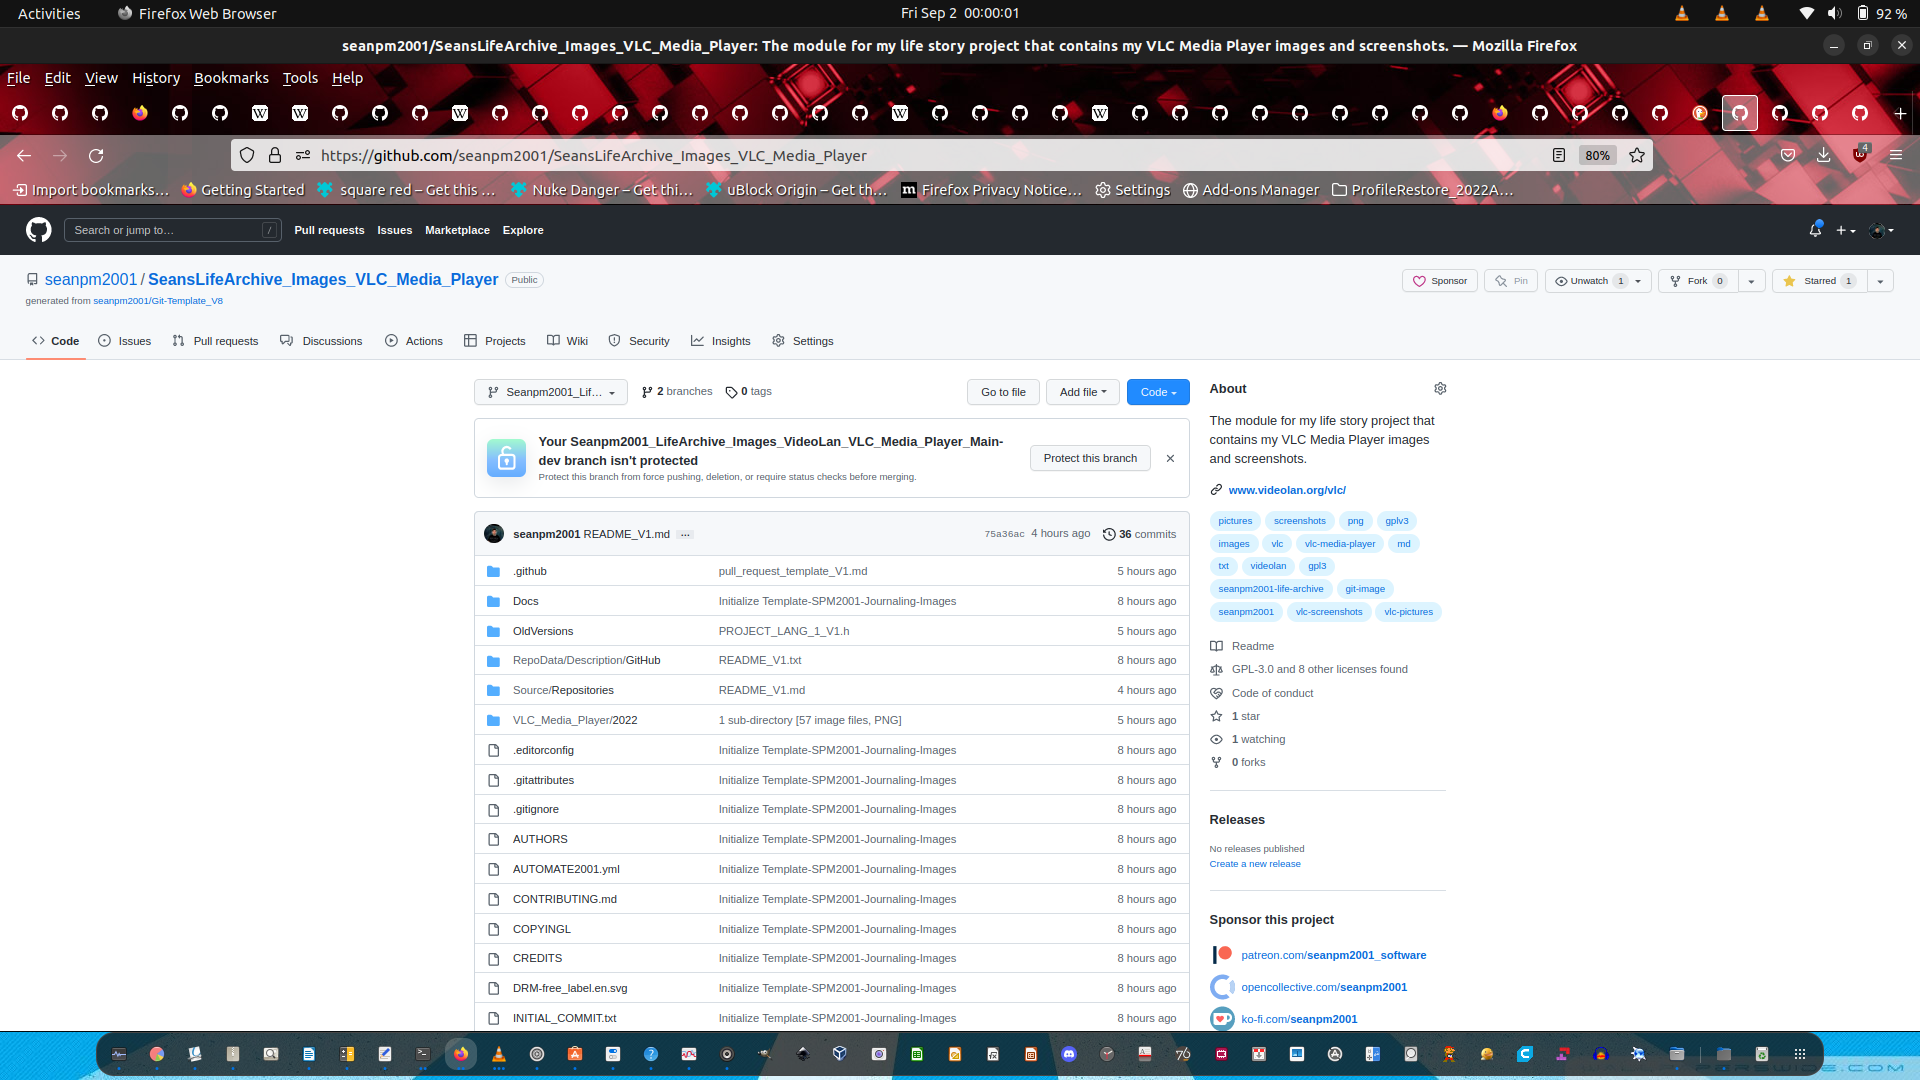 Activities Firefox Web Browser Fri Sep 2 00:00:01 92 %
seanpm2001/SeansLifeArchive_Images_VLC_Media_Player: The module for my life story project that contains my VLC Media Player images and screenshots. — Mozilla Firefox
File Edit View History Bookmarks Tools Help
https://github.com/seanpm2001/SeansLifeArchive_Images_VLC_Media_Player 80% 4
Import bookmarks… Getting Started square red – Get this … Nuke Danger – Get thi… uBlock Origin – Get th… Firefox Privacy Notice… Settings Add-ons Manager ProfileRestore_2022A…
Search or jump to… / Pull requests Issues Marketplace Explore
seanpm2001 / SeansLifeArchive_Images_VLC_Media_Player Public Sponsor Pin Unwatch 1 Fork 0 Starred 1
generated from seanpm2001/Git-Template_V8
Code Issues Pull requests Discussions Actions Projects Wiki Security Insights Settings
Seanpm2001_Lif… 2 branches 0 tags Go to file Add file Code
Your Seanpm2001_LifeArchive_Images_VideoLan_VLC_Media_Player_Main-
dev branch isn't protected
Protect this branch from force pushing, deletion, or require status checks before merging.
Protect this branch
seanpm2001 README_V1.md … 75a36ac 4 hours ago 36 commits
.github pull_request_template_V1.md 5 hours ago
Docs Initialize Template-SPM2001-Journaling-Images 8 hours ago
OldVersions PROJECT_LANG_1_V1.h 5 hours ago
RepoData/Description/GitHub README_V1.txt 8 hours ago
Source/Repositories README_V1.md 4 hours ago
VLC_Media_Player/2022 1 sub-directory [57 image files, PNG] 5 hours ago
.editorconfig Initialize Template-SPM2001-Journaling-Images 8 hours ago
.gitattributes Initialize Template-SPM2001-Journaling-Images 8 hours ago
.gitignore Initialize Template-SPM2001-Journaling-Images 8 hours ago
AUTHORS Initialize Template-SPM2001-Journaling-Images 8 hours ago
AUTOMATE2001.yml Initialize Template-SPM2001-Journaling-Images 8 hours ago
CONTRIBUTING.md Initialize Template-SPM2001-Journaling-Images 8 hours ago
COPYINGL Initialize Template-SPM2001-Journaling-Images 8 hours ago
CREDITS Initialize Template-SPM2001-Journaling-Images 8 hours ago
DRM-free_label.en.svg Initialize Template-SPM2001-Journaling-Images 8 hours ago
INITIAL_COMMIT.txt Initialize Template-SPM2001-Journaling-Images 8 hours ago
About
The module for my life story project that
contains my VLC Media Player images
and screenshots.
www.videolan.org/vlc/
pictures screenshots png gplv3
images vlc vlc-media-player md
txt videolan gpl3
seanpm2001-life-archive git-image
seanpm2001 vlc-screenshots vlc-pictures
Readme
GPL-3.0 and 8 other licenses found
Code of conduct
1 star
1 watching
0 forks
Releases
No releases published
Create a new release
Sponsor this project
patreon.com/seanpm2001_software
opencollective.com/seanpm2001
ko-fi.com/seanpm2001